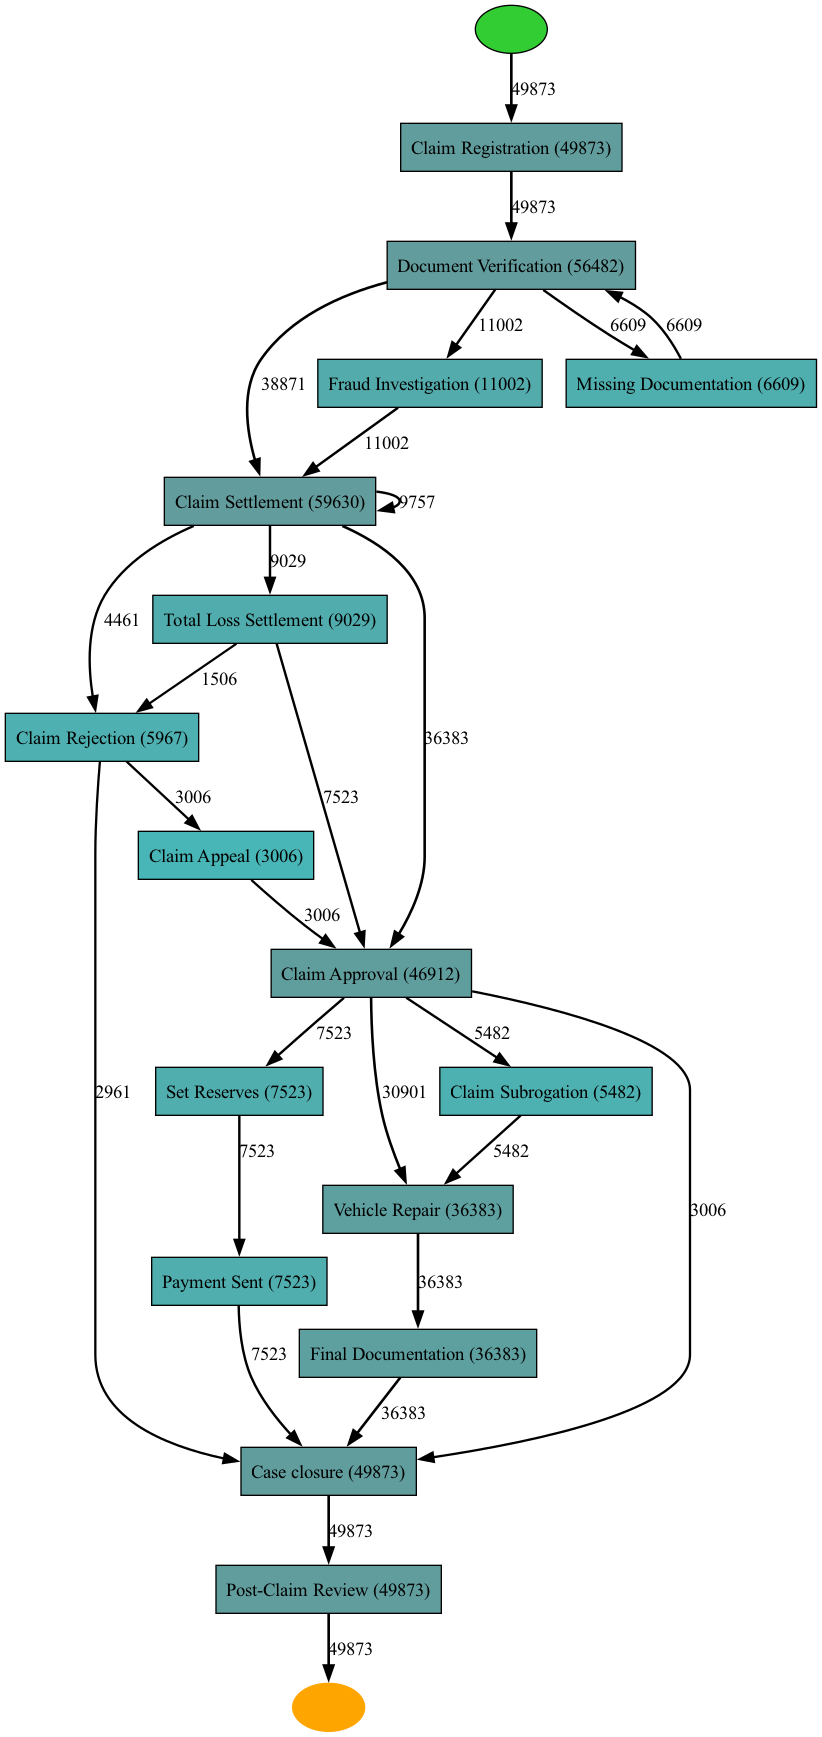 49873
Claim Registration (49873)
49873
Document Verification (56482)
11002
6609
6609
38871
Fraud Investigation (11002)
Missing Documentation (6609)
11002
Claim Settlement (59630)
9757
9029
4461
Total Loss Settlement (9029)
1506
Claim Rejection (5967)
36383
3006
7523
Claim Appeal (3006)
3006
Claim Approval (46912)
7523
5482
2961
Set Reserves (7523)
30901
Claim Subrogation (5482)
7523
5482
Vehicle Repair (36383)
3006
Payment Sent (7523)
36383
7523
Final Documentation (36383)
36383
Case closure (49873)
49873
Post-Claim Review (49873)
49873